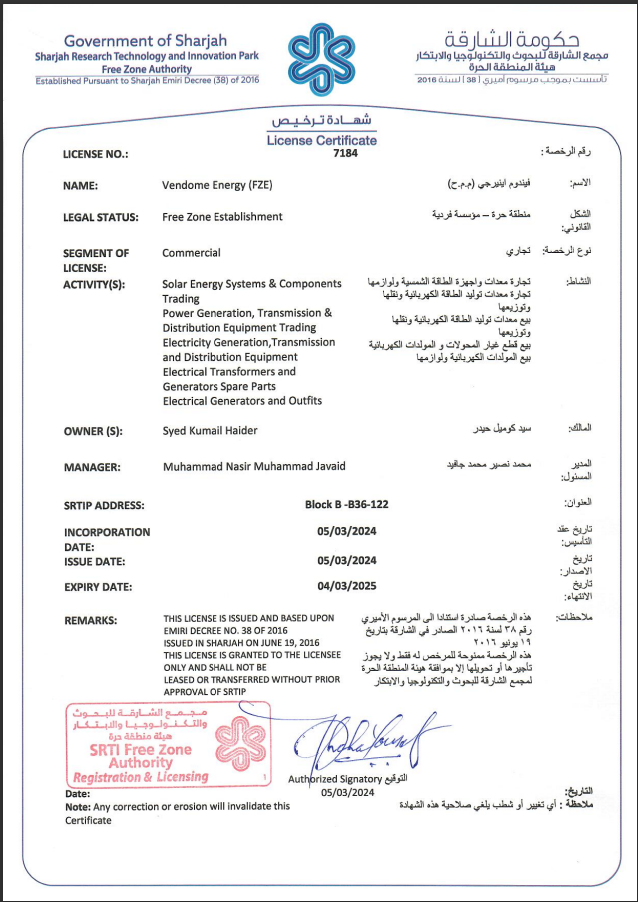 Government of Sharjah
Sharjah Research Technology and Innovation Park
Free Zone Authority
Established Pursuant to Sharjah Emiri Decree (38) of 2016
حكومة الشارقة
مجمع الشارقة للبحوث والتكنولوجيا والابتكار
هيئة المنطقة الحرة
تأسست بموجب مرسوم أميري | 38 | لسنة 2016
شهادة ترخيص
License Certificate
LICENSE NO.: 7184 رقم الرخصة :
NAME: Vendome Energy (FZE) فيندوم اينيرجي (م.م.ح) الاسم:
LEGAL STATUS: Free Zone Establishment منطقة حرة – مؤسسة فردية الشكل
القانوني:
SEGMENT OF Commercial تجاري نوع الرخصة:
LICENSE:
ACTIVITY(S): Solar Energy Systems & Components تجارة معدات واجهزة الطاقة الشمسية ولوازمها النشاط:
Trading تجارة معدات توليد الطاقة الكهربائية ونقلها
Power Generation, Transmission & وتوزيعها
Distribution Equipment Trading بيع معدات توليد الطاقة الكهربائية ونقلها
Electricity Generation,Transmission وتوزيعها
and Distribution Equipment بيع قطع غيار المحولات و المولدات الكهربائية
Electrical Transformers and بيع المولدات الكهربائية ولوازمها
Generators Spare Parts
Electrical Generators and Outfits
OWNER (S): Syed Kumail Haider سيد كوميل حيدر المالك:
MANAGER: Muhammad Nasir Muhammad Javaid محمد نصير محمد جافيد المدير
المسئول:
SRTIP ADDRESS: Block B -B36-122 العنوان:
INCORPORATION 05/03/2024 تاريخ عقد
DATE: التأسيس:
ISSUE DATE: 05/03/2024 تاريخ
الاصدار:
EXPIRY DATE: 04/03/2025 تاريخ
الانتهاء:
REMARKS: THIS LICENSE IS ISSUED AND BASED UPON هذه الرخصة صادرة استنادا الى المرسوم الأميري ملاحظات:
EMIRI DECREE NO. 38 OF 2016 رقم ٣٨ لسنة ٢٠١٦ الصادر في الشارقة بتاريخ
ISSUED IN SHARJAH ON JUNE 19, 2016 ١٩ يونيو ٢٠١٦
THIS LICENSE IS GRANTED TO THE LICENSEE هذه الرخصة ممنوحة للمرخص له فقط ولا يجوز
ONLY AND SHALL NOT BE تأجيرها أو تحويلها إلا بموافقة هيئة المنطقة الحرة
LEASED OR TRANSFERRED WITHOUT PRIOR لمجمع الشارقة للبحوث والتكنولوجيا والابتكار
APPROVAL OF SRTIP
مجمع الشارقة للبحوث
والتكنولوجيا والابتكار
هيئة منطقة حرة
SRTI Free Zone
Authority
Registration & Licensing
1
Authorized Signatory التوقيع
Date: 05/03/2024 التاريخ:
Note: Any correction or erosion will invalidate this ملاحظة : أي تغيير أو شطب يلغي صلاحية هذه الشهادة
Certificate